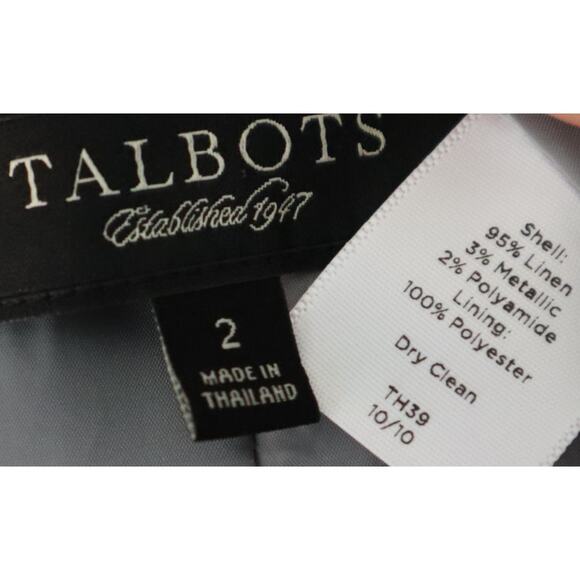 TALBOTS
Established 1947
2
MADE IN
THAILAND
Shell:
95% Linen
3% Metallic
2% Polyamide
Lining:
100% Polyester
Dry Clean
TH39
10/10